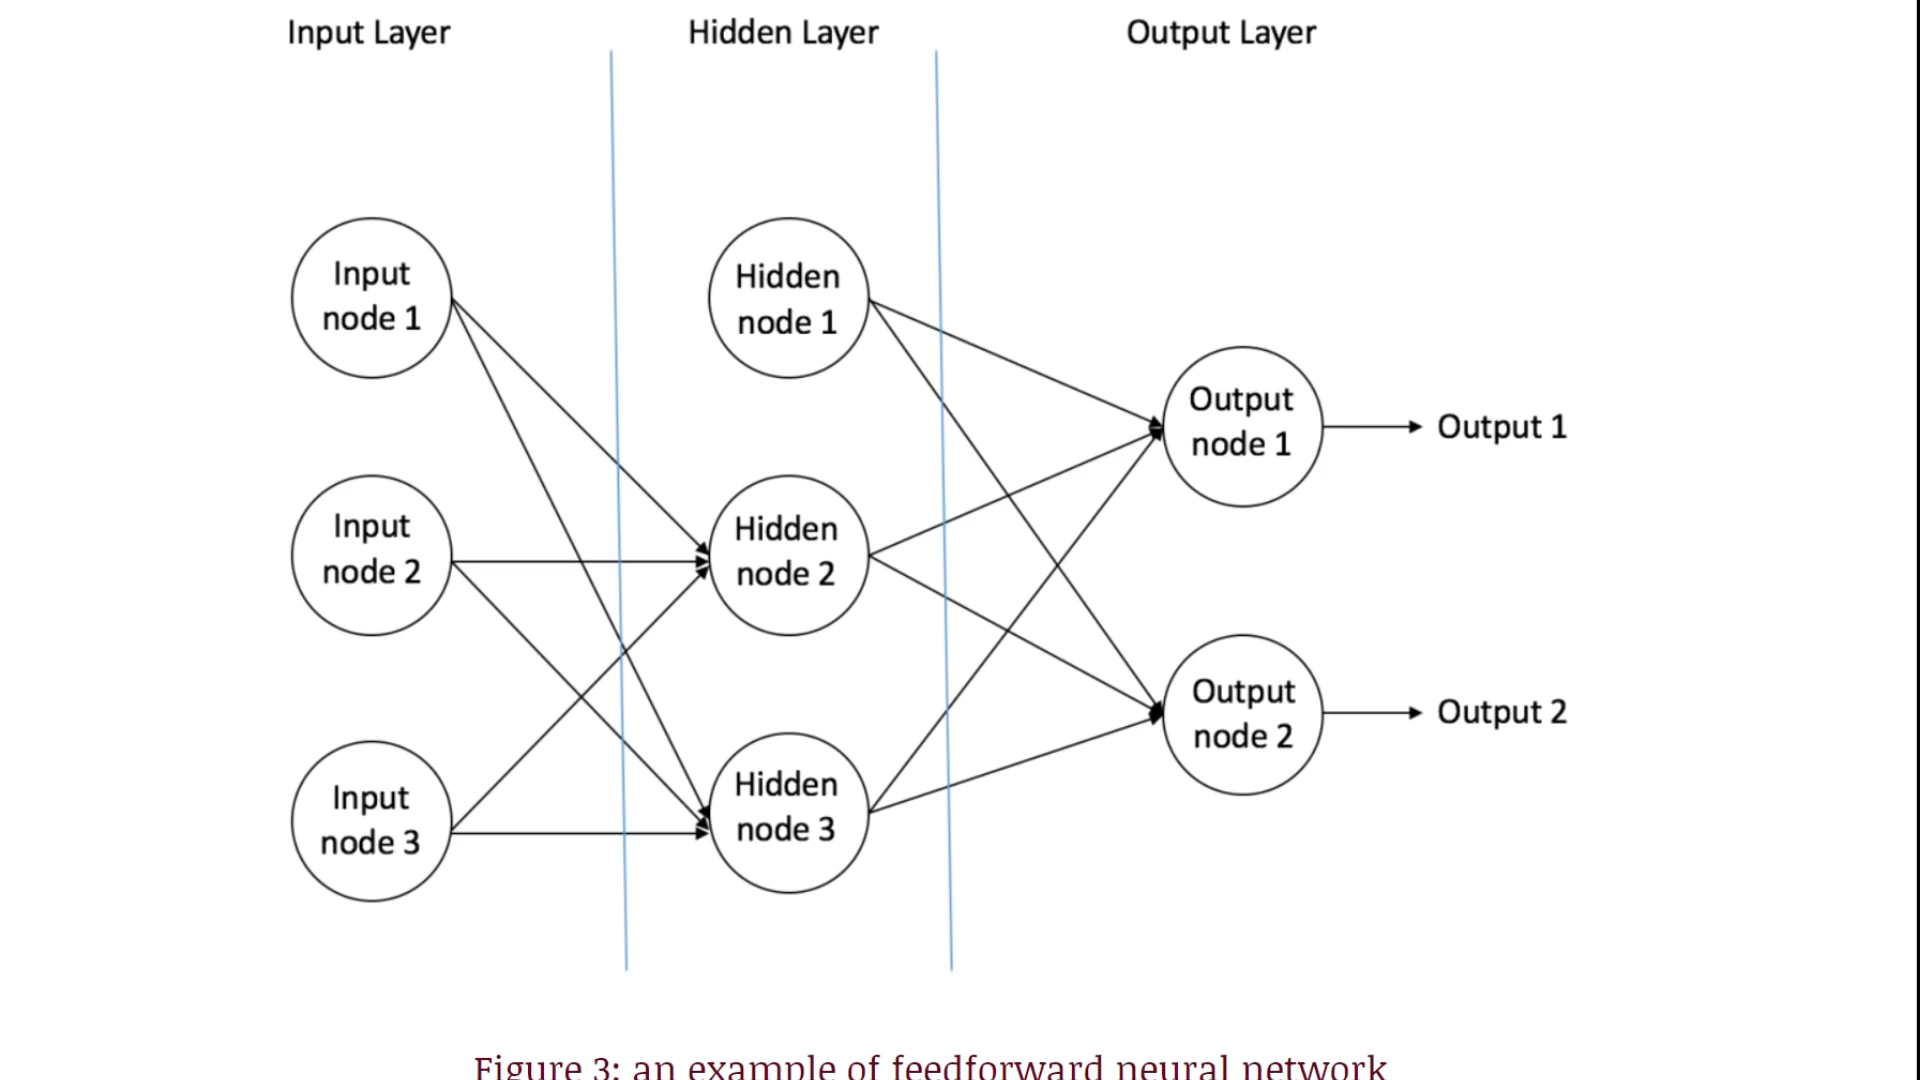 Input Layer
Hidden Layer
Output Layer
Input
node 1
Hidden
node 1
Output
node 1
Output 1
Input
node 2
Hidden
node 2
Output
node 2
Output 2
Input
node 3
Hidden
node 3
Figure 3: an example of feedforward neural network